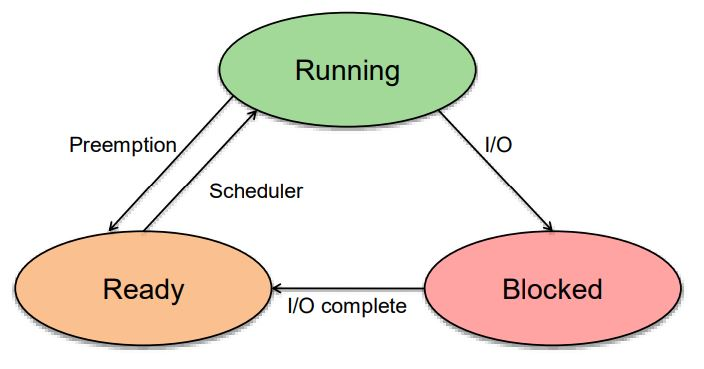 Running
Preemption
I/O
Scheduler
Ready
Blocked
I/O complete